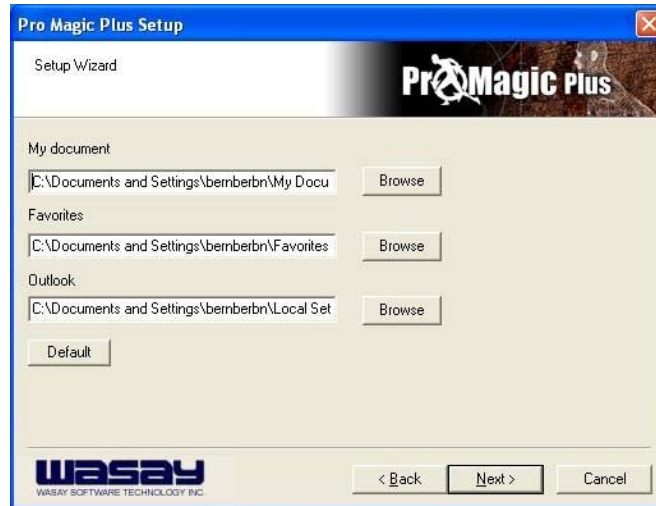 Pro Magic Plus Setup
Setup Wizard
Pro Magic Plus
My document
C:\Documents and Settings\bernberbn\My Docu
Browse
Favorites
C:\Documents and Settings\bernberbn\Favorites
Browse
Outlook
C:\Documents and Settings\bernberbn\Local Set
Browse
Default
wasay
WASAY SOFTWARE TECHNOLOGY INC.
< Back
Next >
Cancel